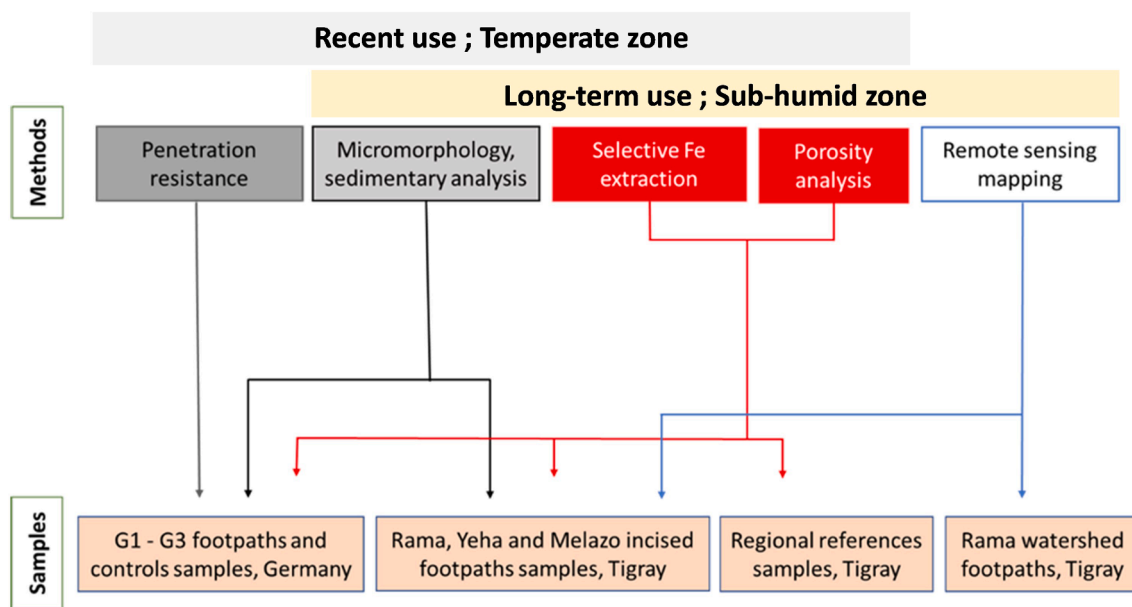 Recent use ; Temperate zone
Long-term use ; Sub-humid zone
Methods
Penetration
resistance
Micromorphology,
sedimentary analysis
Selective Fe
extraction
Porosity
analysis
Remote sensing
mapping
Samples
G1 - G3 footpaths and
controls samples, Germany
Rama, Yeha and Melazo incised
footpaths samples, Tigray
Regional references
samples, Tigray
Rama watershed
footpaths, Tigray